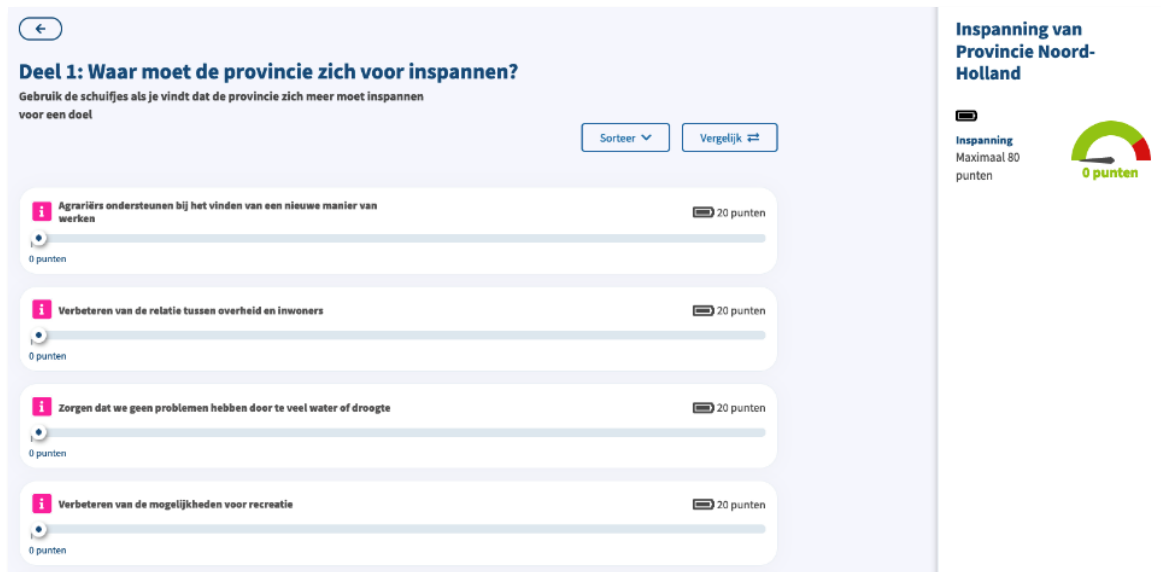 Deel 1: Waar moet de provincie zich voor inspannen?
Gebruik de schuifjes als je vindt dat de provincie zich meer moet inspannen
voor een doel
Sorteer
Vergelijk
Agrariërs ondersteunen bij het vinden van een nieuwe manier van
werken
20 punten
0 punten
Verbeteren van de relatie tussen overheid en inwoners
20 punten
0 punten
Zorgen dat we geen problemen hebben door te veel water of droogte
20 punten
0 punten
Verbeteren van de mogelijkheden voor recreatie
20 punten
0 punten
Inspanning van
Provincie Noord-
Holland
Inspanning
Maximaal 80
punten
0 punten